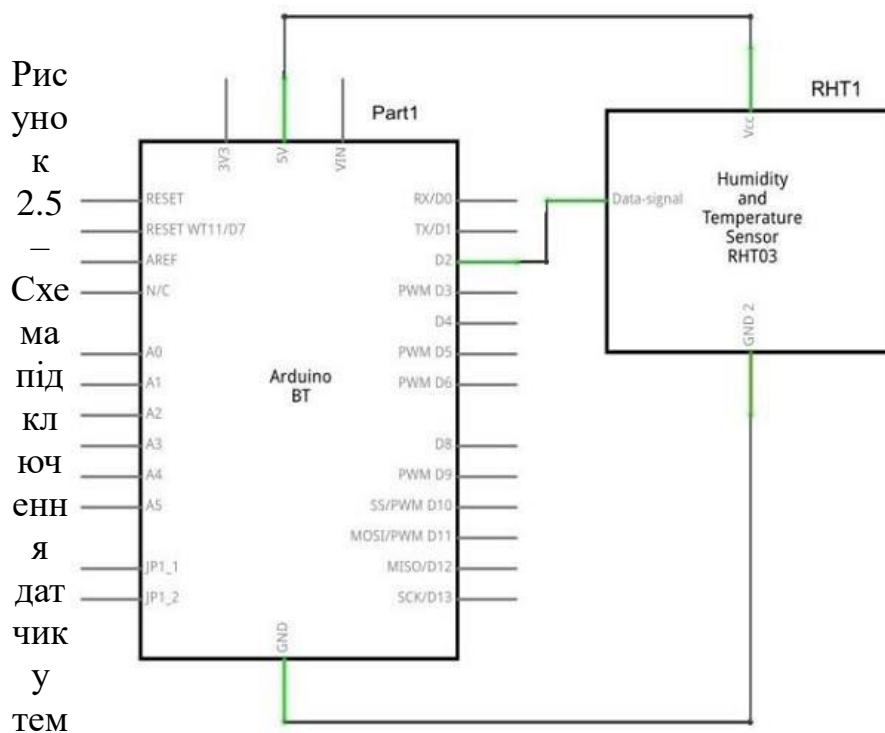 Рис
уно
к
2.5
–
Схе
ма
під
кл
юч
енн
я
дат
чик
у
тем
Part1
3V3
5V
VIN
RESET
RESET WT11/D7
AREF
N/C
A0
A1
A2
A3
A4
A5
JP1_1
JP1_2
Arduino
BT
RX/D0
TX/D1
D2
PWM D3
D4
PWM D5
PWM D6
D8
PWM D9
SS/PWM D10
MOSI/PWM D11
MISO/D12
SCK/D13
GND
RHT1
Vcc
Data-signal
Humidity
and
Temperature
Sensor
RHT03
GND 2